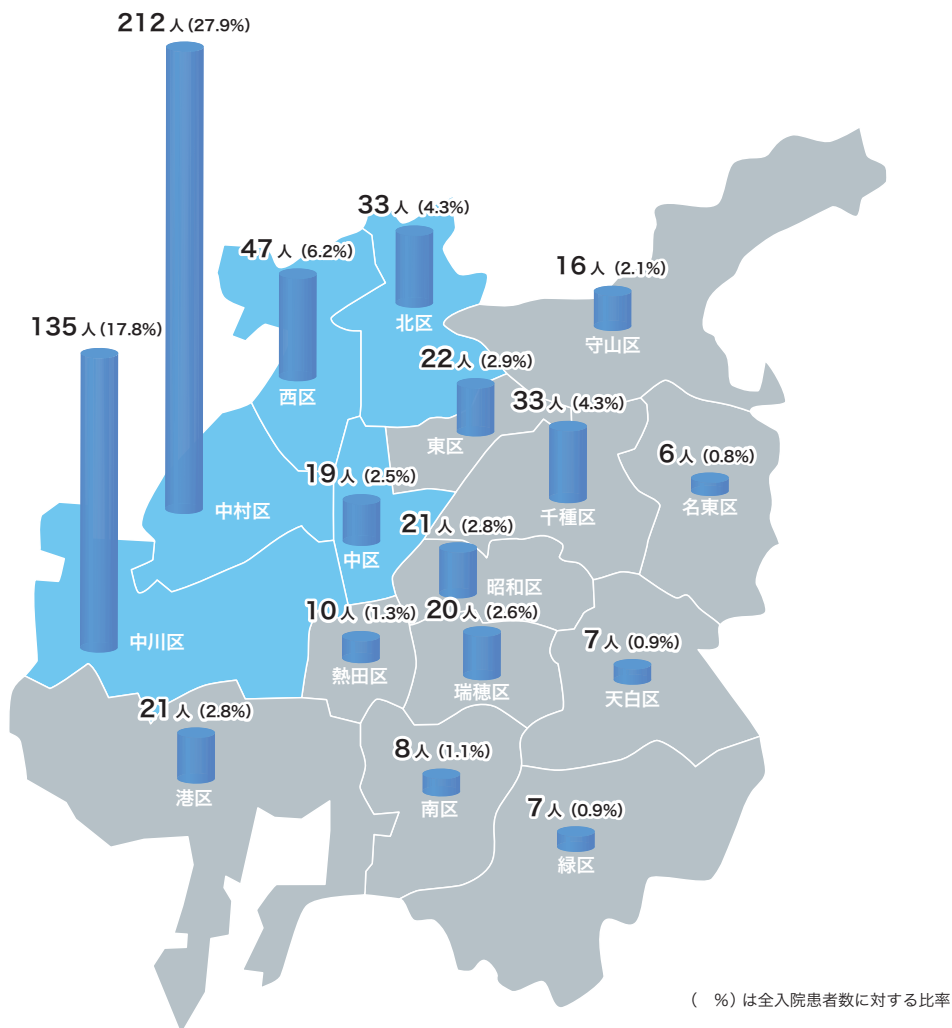 212人(27.9%)
33人(4.3%)
北区
47人(6.2%)
西区
16人(2.1%)
守山区
135人(17.8%)
中川区
22人(2.9%)
東区
33人(4.3%)
千種区
6人(0.8%)
名東区
中村区
19人(2.5%)
中区
21人(2.8%)
昭和区
10人(1.3%)
熱田区
20人(2.6%)
瑞穂区
7人(0.9%)
天白区
21人(2.8%)
港区
8人(1.1%)
南区
7人(0.9%)
緑区
(　%)は全入院患者数に対する比率